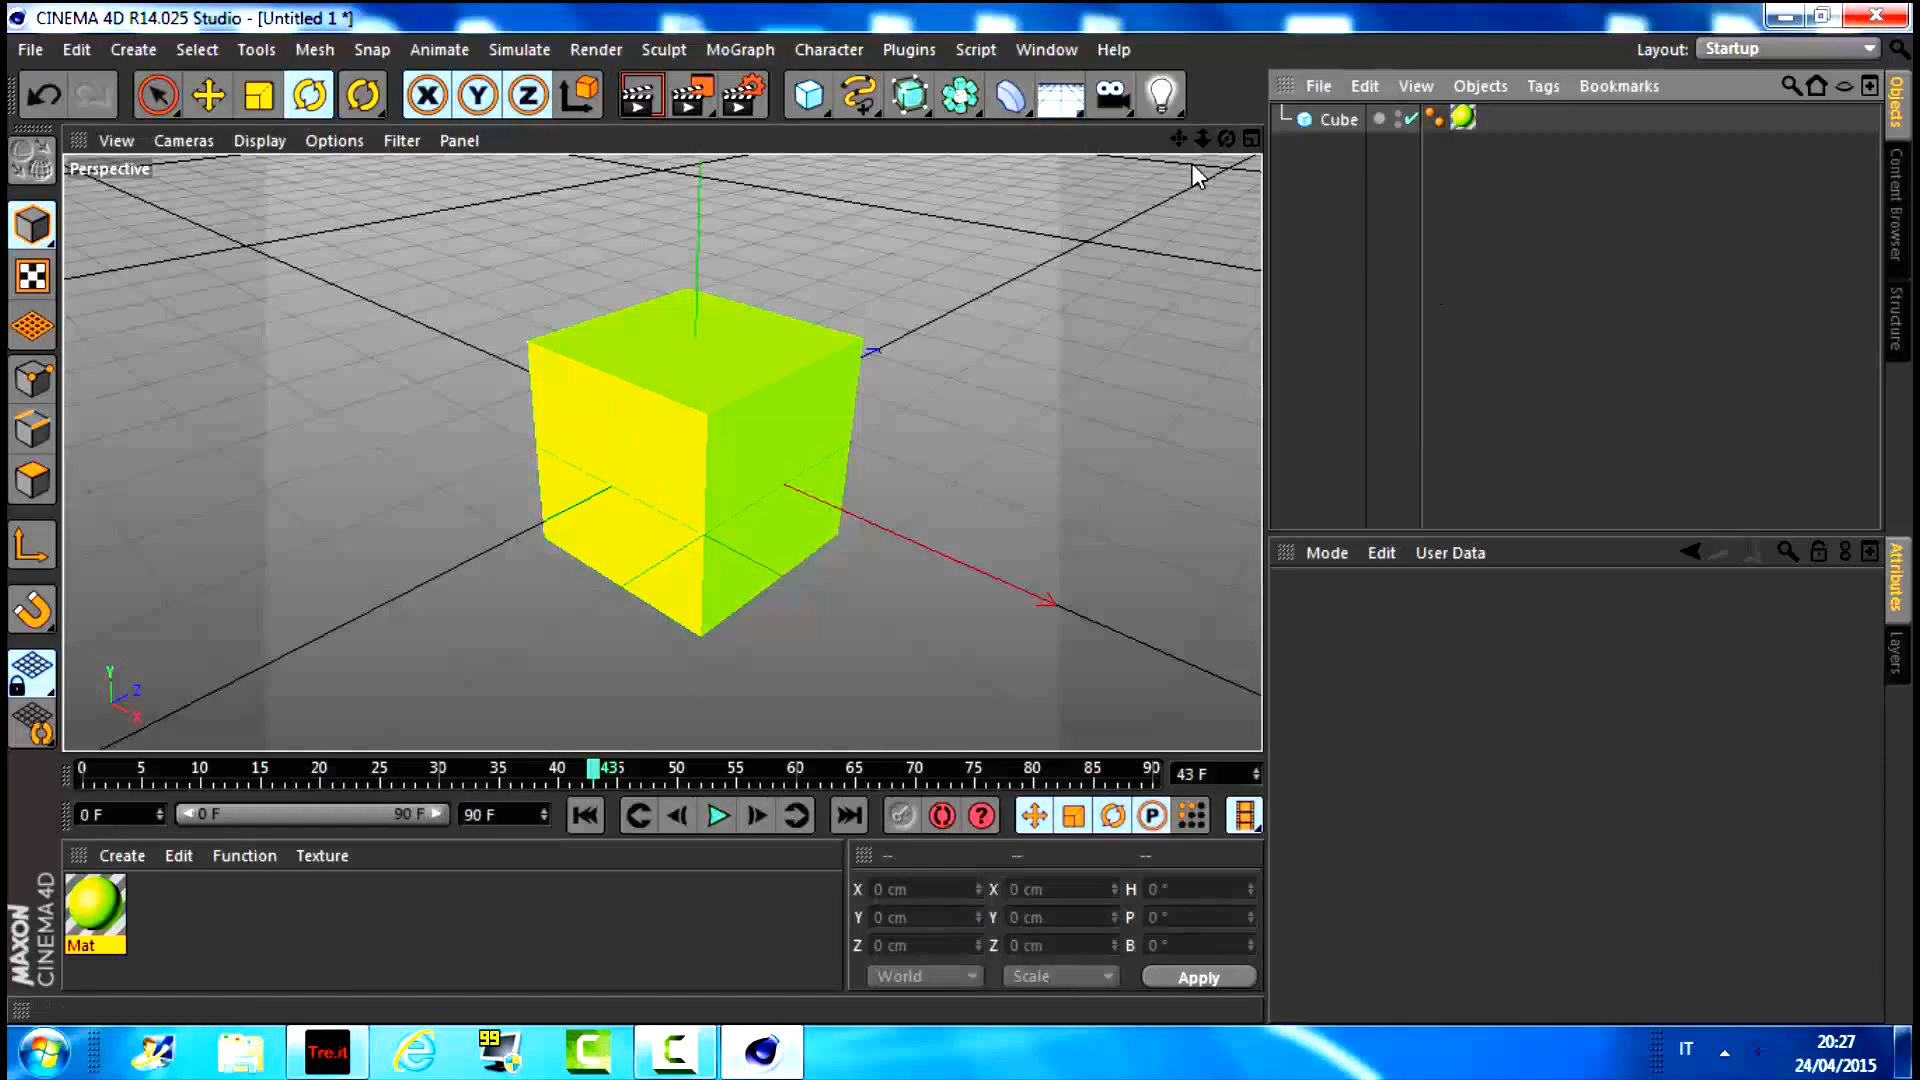 CINEMA 4D R14.025 Studio - [Untitled 1 *]
File Edit Create Select Tools Mesh Snap Animate Simulate Render Sculpt MoGraph Character Plugins Script Window Help
Layout: Startup
X Y Z
File Edit View Objects Tags Bookmarks
Objects
Content Browser
Structure
Cube
View Cameras Display Options Filter Panel
Perspective
Y
Z
X
Mode Edit User Data
Attributes
Layers
0 5 10 15 20 25 30 35 40 435 50 55 60 65 70 75 80 85 90 43 F
0 F 0 F 90 F 90 F ? P
Create Edit Function Texture
Mat
-- -- --
X 0 cm X 0 cm H 0 °
Y 0 cm Y 0 cm P 0 °
Z 0 cm Z 0 cm B 0 °
World Scale Apply
MAXON
CINEMA 4D
Tre.it
99
C
C
IT
20:27
24/04/2015